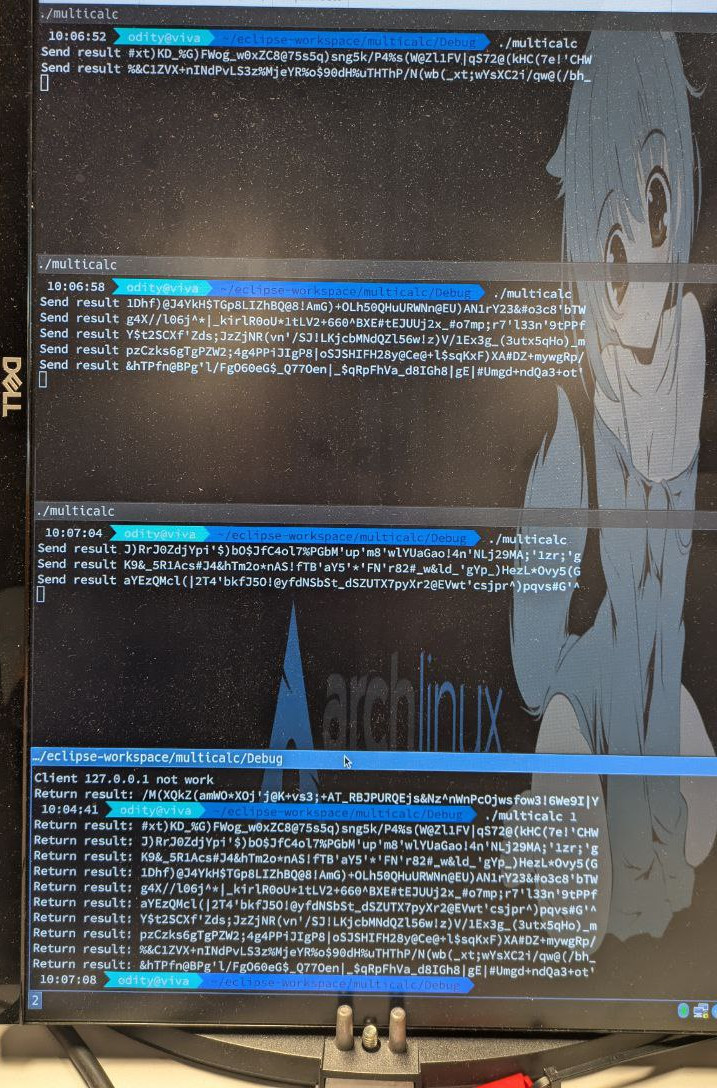 ./multicalc
10:06:52 odity@viva ~/eclipse-workspace/multicalc/Debug ./multicalc
Send result #xt)KD_%G)FWog_w0xZC8@75s5q)sng5k/P4%s(W@Zl1FV|qS72@(kHC(7e!'CHW
Send result %&C1ZVX+nINdPvLS3z%MjeYR%o$90dH%uTHThP/N(wb(_xt;wYsXC2i/qw@(/bh_
./multicalc
10:06:58 odity@viva ~/eclipse-workspace/multicalc/Debug ./multicalc
Send result 1Dhf)@J4YkH$TGp8LIZhBQ@8!AmG)+OLh50QHuURWNn@EU)AN1rY23&#o3c8'bTW
Send result g4X//l06j^*|_kirlR0oU*1tLV2+660^BXE#tEJUUj2x_#o7mp;r7'l33n'9tPPf
Send result Y$t2SCXf'Zds;JzZjNR(vn'/SJ!LKjcbMNdQZl56w!z)V/1Ex3g_(3utx5qHo)_m
Send result pzCzks6gTgPZW2;4g4PPiJIgP8|oSJSHIFH28y@Ce@+l$sqKxF)XA#DZ+mywgRp/
Send result &hTPfn@BPg'l/FgO60eG$_Q77Oen|_$qRpFhVa_d8IGh8|gE|#Umgd+ndQa3+ot'
./multicalc
10:07:04 odity@viva ~/eclipse-workspace/multicalc/Debug ./multicalc
Send result J)RrJ0ZdjYpi'$)bO$JfC4ol7%PGbM'up'm8'wlYUaGao!4n'NLj29MA;'1zr;'g
Send result K9&_5R1Acs#J4&hTm2o*nAS!fTB'aY5'*'FN'r82#_w&ld_'gYp_)HezL*Ovy5(G
Send result aYEzQMcl(|2T4'bkfJ5O!@yfdNSbSt_dSZUTX7pyXr2@EVwt'csjpr^)pqvs#G'^
archlinux
…/eclipse-workspace/multicalc/Debug
Client 127.0.0.1 not work
Return result: /M(XQkZ(amWO*XOj'j@K+vs3;+AT_RBJPURQEjs&Nz^nWnPcOjwsfow3!6We9I|Y
10:04:41 odity@viva ~/eclipse-workspace/multicalc/Debug ./multicalc 1
Return result: #xt)KD_%G)FWog_w0xZC8@75s5q)sng5k/P4%s(W@Zl1FV|qS72@(kHC(7e!'CHW
Return result: J)RrJ0ZdjYpi'$)bO$JfC4ol7%PGbM'up'm8'wlYUaGao!4n'NLj29MA;'1zr;'g
Return result: K9&_5R1Acs#J4&hTm2o*nAS!fTB'aY5'*'FN'r82#_w&ld_'gYp_)HezL*Ovy5(G
Return result: 1Dhf)@J4YkH$TGp8LIZhBQ@8!AmG)+OLh50QHuURWNn@EU)AN1rY23&#o3c8'bTW
Return result: g4X//l06j^*|_kirlR0oU*1tLV2+660^BXE#tEJUUj2x_#o7mp;r7'l33n'9tPPf
Return result: aYEzQMcl(|2T4'bkfJ5O!@yfdNSbSt_dSZUTX7pyXr2@EVwt'csjpr^)pqvs#G'^
Return result: Y$t2SCXf'Zds;JzZjNR(vn'/SJ!LKjcbMNdQZl56w!z)V/1Ex3g_(3utx5qHo)_m
Return result: pzCzks6gTgPZW2;4g4PPiJIgP8|oSJSHIFH28y@Ce@+l$sqKxF)XA#DZ+mywgRp/
Return result: %&C1ZVX+nINdPvLS3z%MjeYR%o$90dH%uTHThP/N(wb(_xt;wYsXC2i/qw@(/bh_
Return result: &hTPfn@BPg'l/FgO60eG$_Q77Oen|_$qRpFhVa_d8IGh8|gE|#Umgd+ndQa3+ot'
10:07:08 odity@viva ~/eclipse-workspace/multicalc/Debug
2
DELL